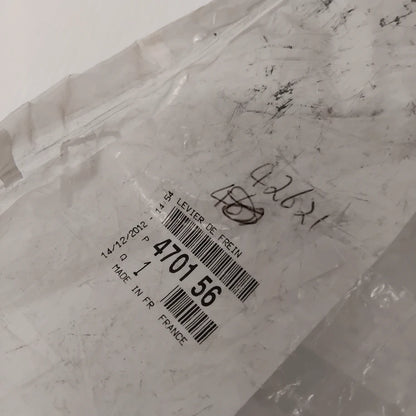 42621
14/12/2012 - 14:54 LEVIER DE FREIN
P 470156
Q 1
MADE IN FR FRANCE